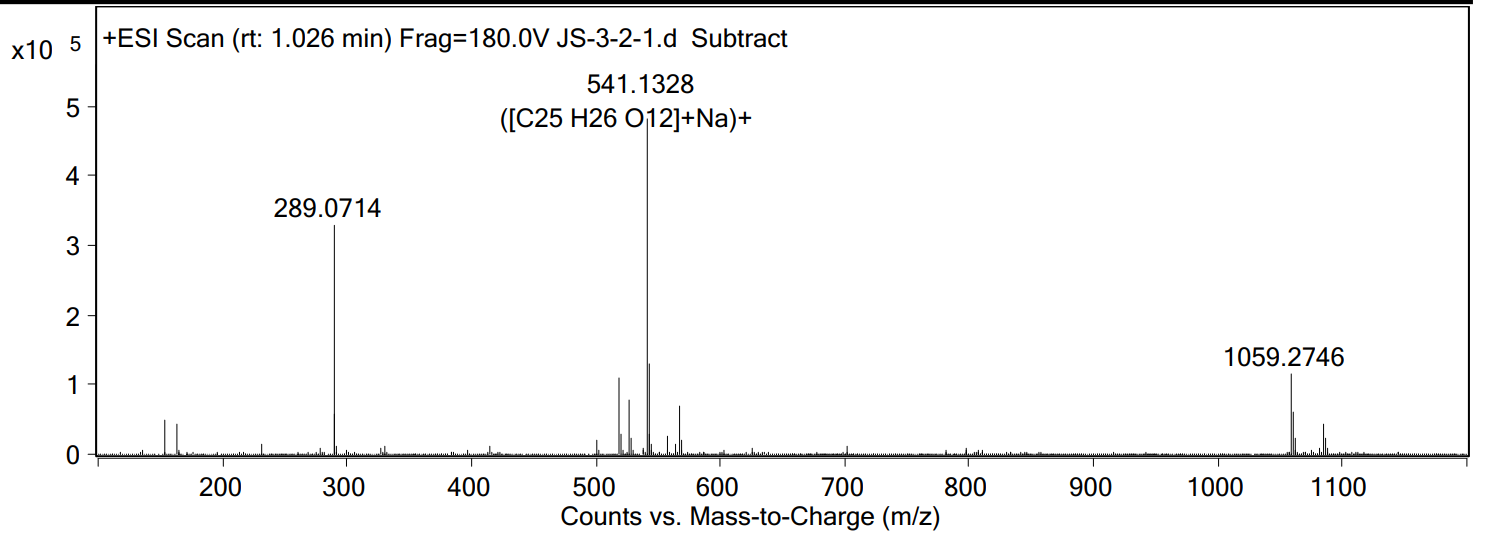 x10 5
+ESI Scan (rt: 1.026 min) Frag=180.0V JS-3-2-1.d Subtract
541.1328
([C25 H26 O12]+Na)+
5
4
289.0714
3
2
1059.2746
1
0
200 300 400 500 600 700 800 900 1000 1100
Counts vs. Mass-to-Charge (m/z)